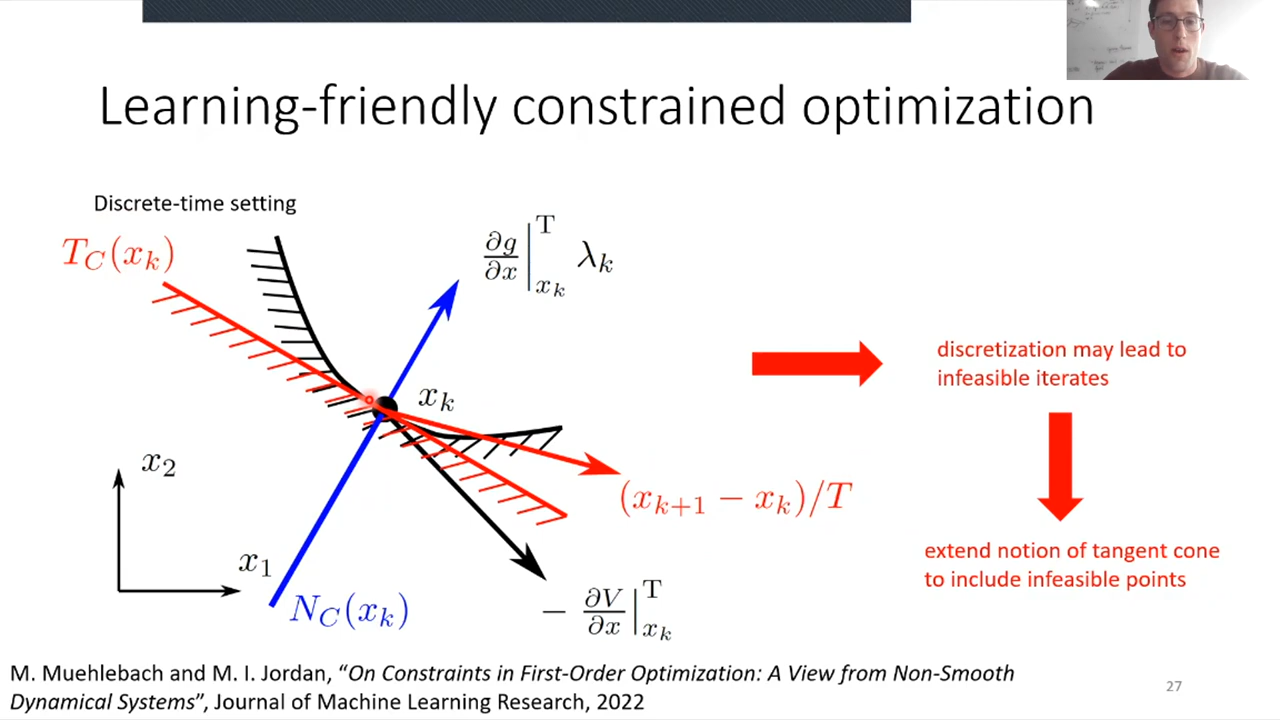 Learning-friendly constrained optimization
Discrete-time setting
T_C(x_k)
∂g/∂x |^T_{x_k} λ_k
x_k
discretization may lead to
infeasible iterates
x_2
(x_{k+1} − x_k)/T
x_1
extend notion of tangent cone
to include infeasible points
N_C(x_k)
− ∂V/∂x |^T_{x_k}
M. Muehlebach and M. I. Jordan, “On Constraints in First-Order Optimization: A View from Non-Smooth
Dynamical Systems”, Journal of Machine Learning Research, 2022
27